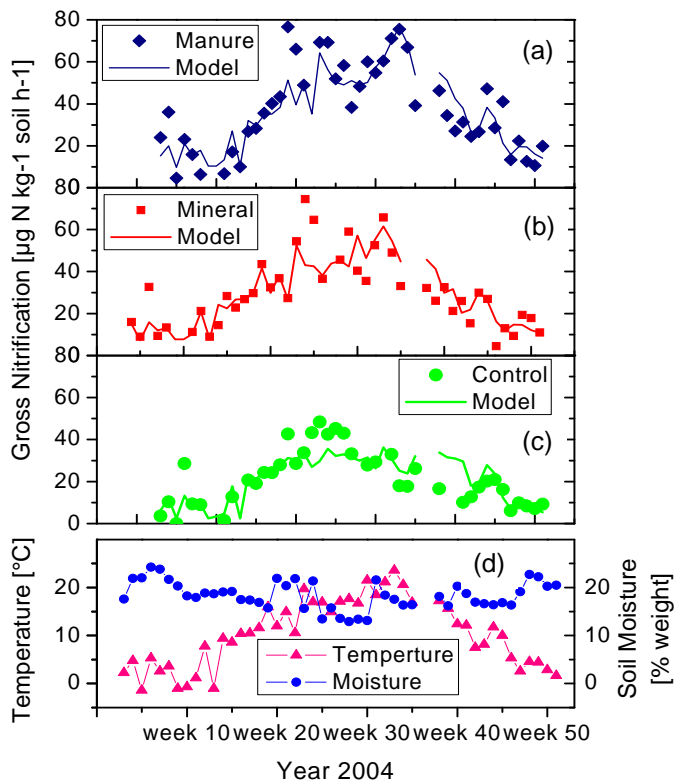 80
Manure
Model
(a)
60
40
20
80
Mineral
Model
(b)
60
40
20
80
Control
Model
(c)
60
40
20
0
Gross Nitrification [µg N kg-1 soil h-1]
(d)
20
10
0
20
10
0
Temperture
Moisture
Temperature [°C]
Soil Moisture
[% weight]
week 10 week 20 week 30 week 40 week 50
Year 2004